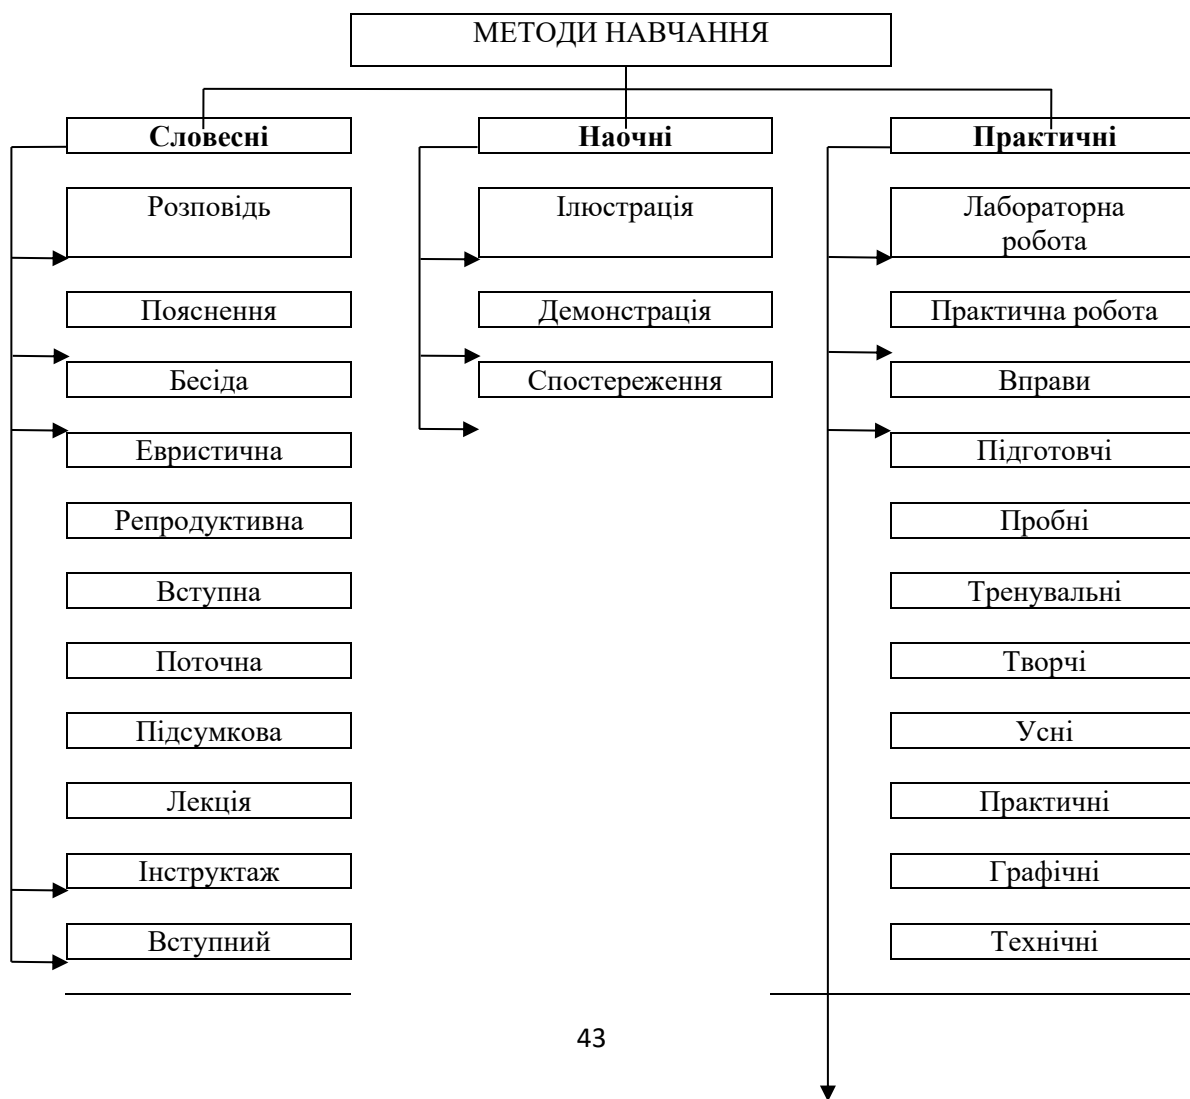 МЕТОДИ НАВЧАННЯ
Словесні
Розповідь
Пояснення
Бесіда
Евристична
Репродуктивна
Вступна
Поточна
Підсумкова
Лекція
Інструктаж
Вступний
Наочні
Ілюстрація
Демонстрація
Спостереження
Практичні
Лабораторна
робота
Практична робота
Вправи
Підготовчі
Пробні
Тренувальні
Творчі
Усні
Практичні
Графічні
Технічні
43